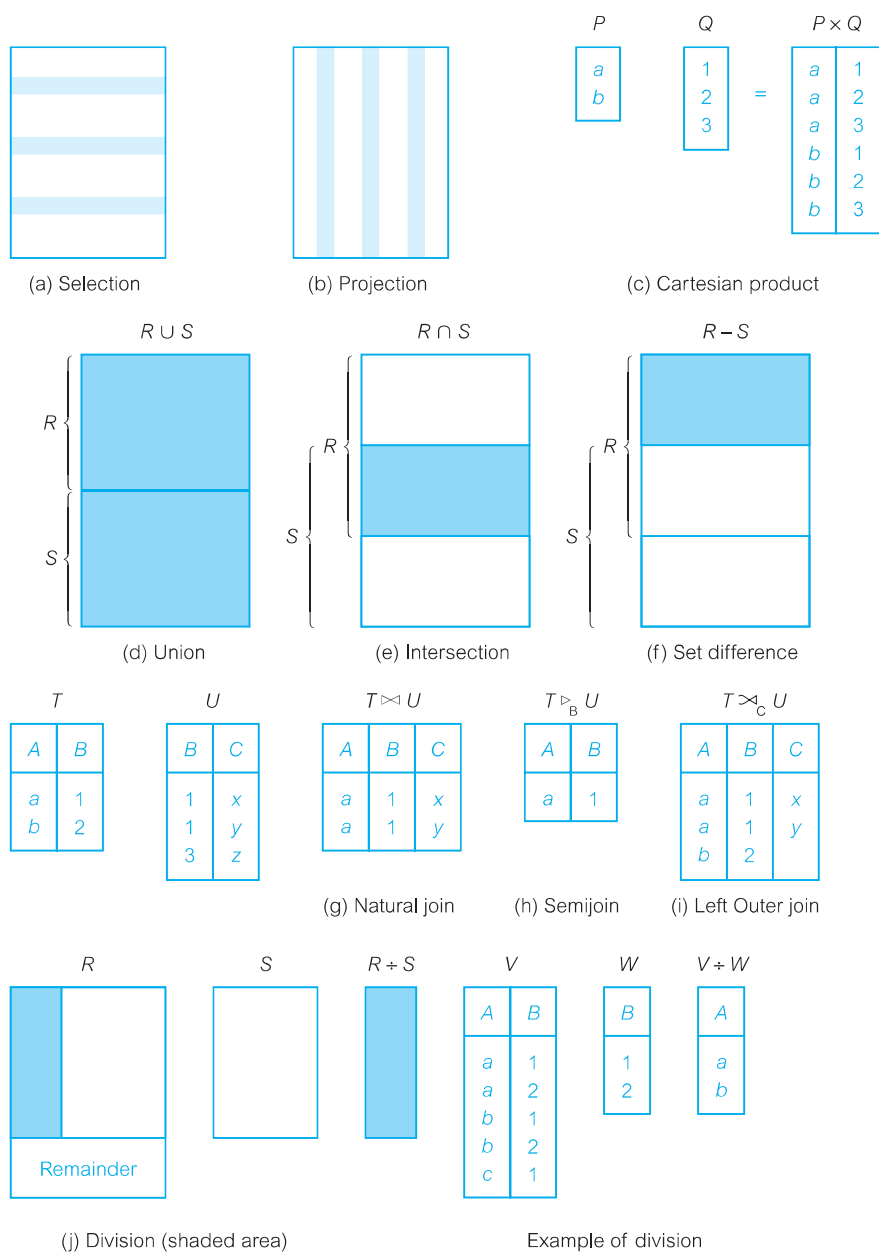 P Q P × Q
a 1 a 1
b 2 = a 2
3 a 3
b 1
b 2
b 3
(a) Selection (b) Projection (c) Cartesian product
R ∪ S R ∩ S R – S
R
S
R
S
R
S
(d) Union (e) Intersection (f) Set difference
T U T ⋈ U T ▷B U T ⟕C U
A B B C A B C A B A B C
a 1 1 x a 1 x a 1 a 1 x
b 2 1 y a 1 y a 1 y
3 z b 2
(g) Natural join (h) Semijoin (i) Left Outer join
R S R ÷ S V W V ÷ W
A B B A
a 1 1 a
a 2 2 b
b 1
b 2
c 1
Remainder
(j) Division (shaded area) Example of division